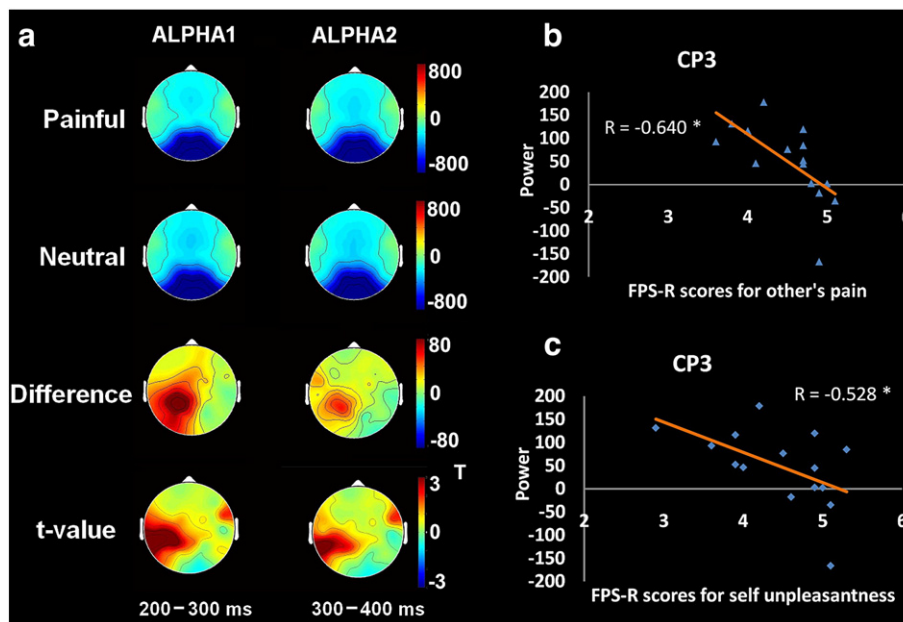 a
ALPHA1 ALPHA2
Painful
800
0
-800
Neutral
800
0
-800
Difference
80
0
-80
t-value
T
3
0
-3
200–300 ms 300–400 ms
b
CP3
R = -0.640 *
Power
200
150
100
50
0
-50
-100
-150
-200
2 3 4 5 6
FPS-R scores for other's pain
c
CP3
R = -0.528 *
Power
200
150
100
50
0
-50
-100
-150
-200
2 3 4 5 6
FPS-R scores for self unpleasantness